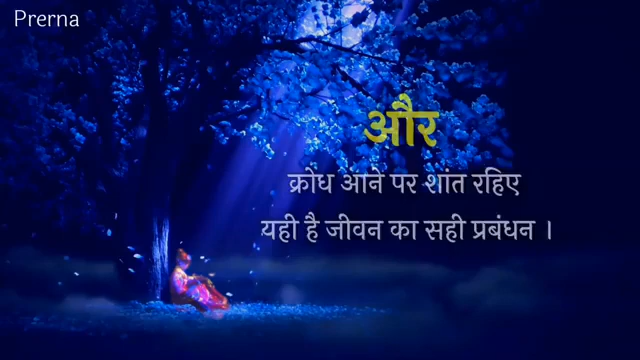 Prerna
और
क्रोध आने पर शांत रहिए
यही है जीवन का सही प्रबंधन ।